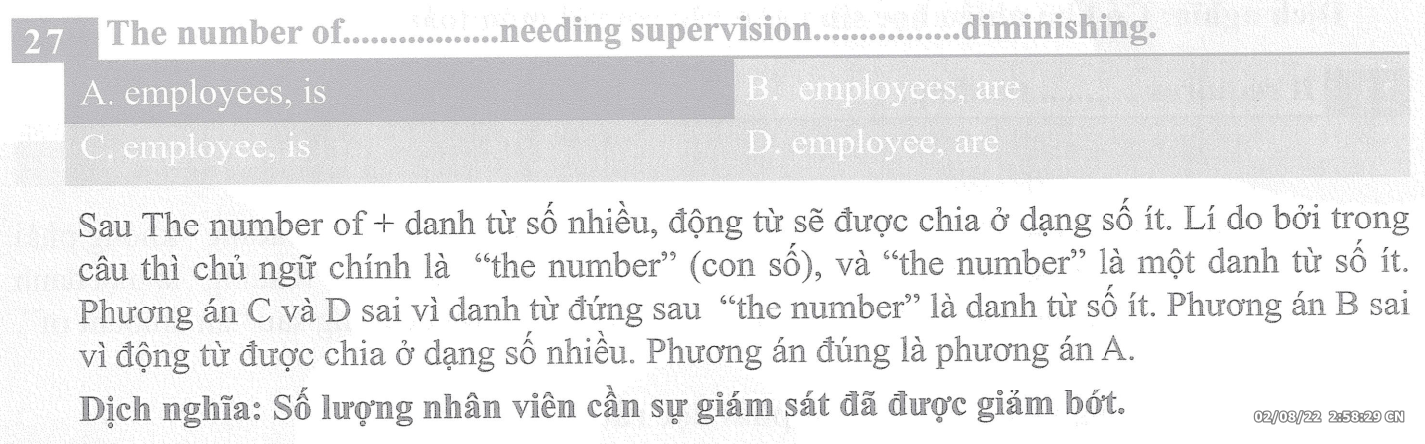 27 The number of.................needing supervision................diminishing.
A. employees, is B. employees, are
C. employee, is D. employee, are
Sau The number of + danh từ số nhiều, động từ sẽ được chia ở dạng số ít. Lí do bởi trong
câu thì chủ ngữ chính là “the number” (con số), và “the number” là một danh từ số ít.
Phương án C và D sai vì danh từ đứng sau “the number” là danh từ số ít. Phương án B sai
vì động từ được chia ở dạng số nhiều. Phương án đúng là phương án A.
Dịch nghĩa: Số lượng nhân viên cần sự giám sát đã được giảm bớt.
02/08/22 2:58:29 CN